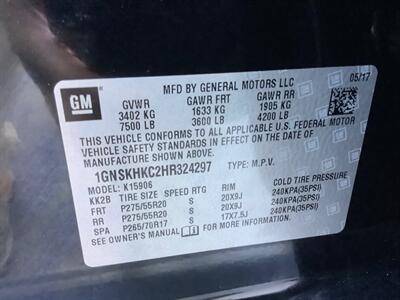 MFD BY GENERAL MOTORS LLC 05/17
GM GVWR GAWR FRT GAWR RR
3402 KG 1633 KG 1905 KG
7500 LB 3600 LB 4200 LB
THIS VEHICLE CONFORMS TO ALL APPLICABLE U.S. FEDERAL MOTOR
VEHICLE SAFETY STANDARDS IN EFFECT ON THE DATE OF
MANUFACTURE SHOWN ABOVE.
1GNSKHKC2HR324297 TYPE: M.P.V.
MODEL: K15906
KK2B TIRE SIZE SPEED RTG RIM COLD TIRE PRESSURE
FRT P275/55R20 S 20X9J 240KPA(35PSI)
RR P275/55R20 S 20X9J 240KPA(35PSI)
SPA P265/70R17 S 17X7.5J 240KPA(35PSI)
SEE OWNER'S MANUAL FOR MORE INFORMATION.